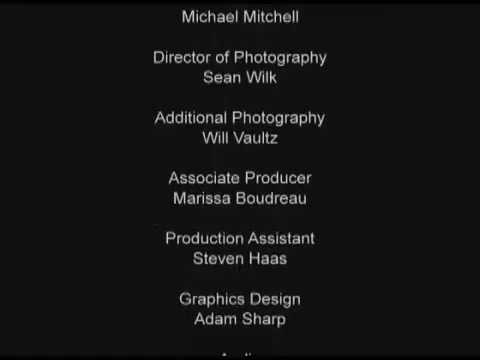 Michael Mitchell
Director of Photography
Sean Wilk
Additional Photography
Will Vaultz
Associate Producer
Marissa Boudreau
Production Assistant
Steven Haas
Graphics Design
Adam Sharp